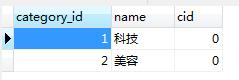 category_id name cid
1 科技 0
2 美容 0